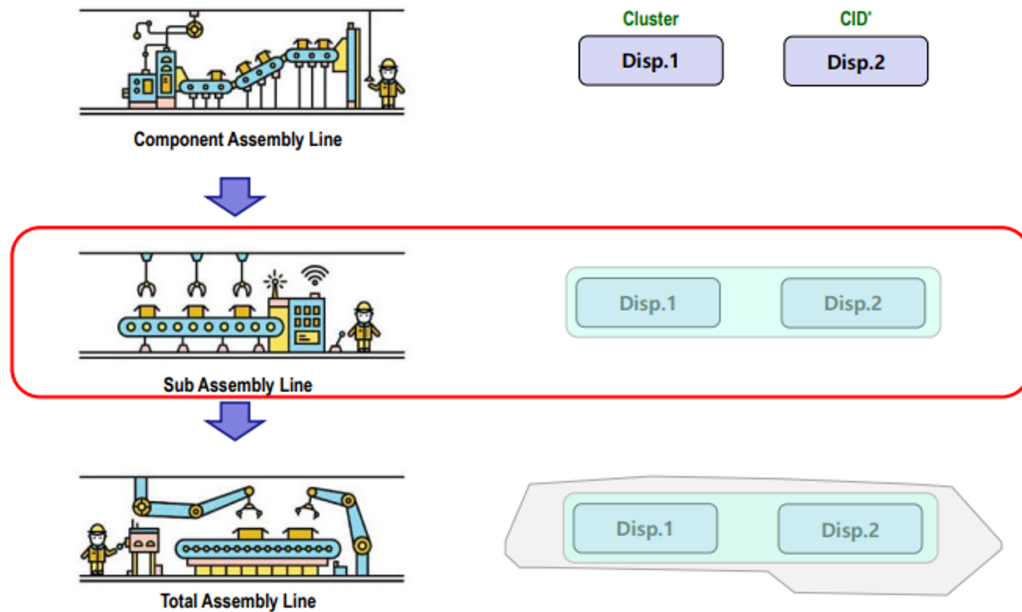 Cluster
CID*
Disp.1
Disp.2
Component Assembly Line
Disp.1
Disp.2
Sub Assembly Line
Disp.1
Disp.2
Total Assembly Line